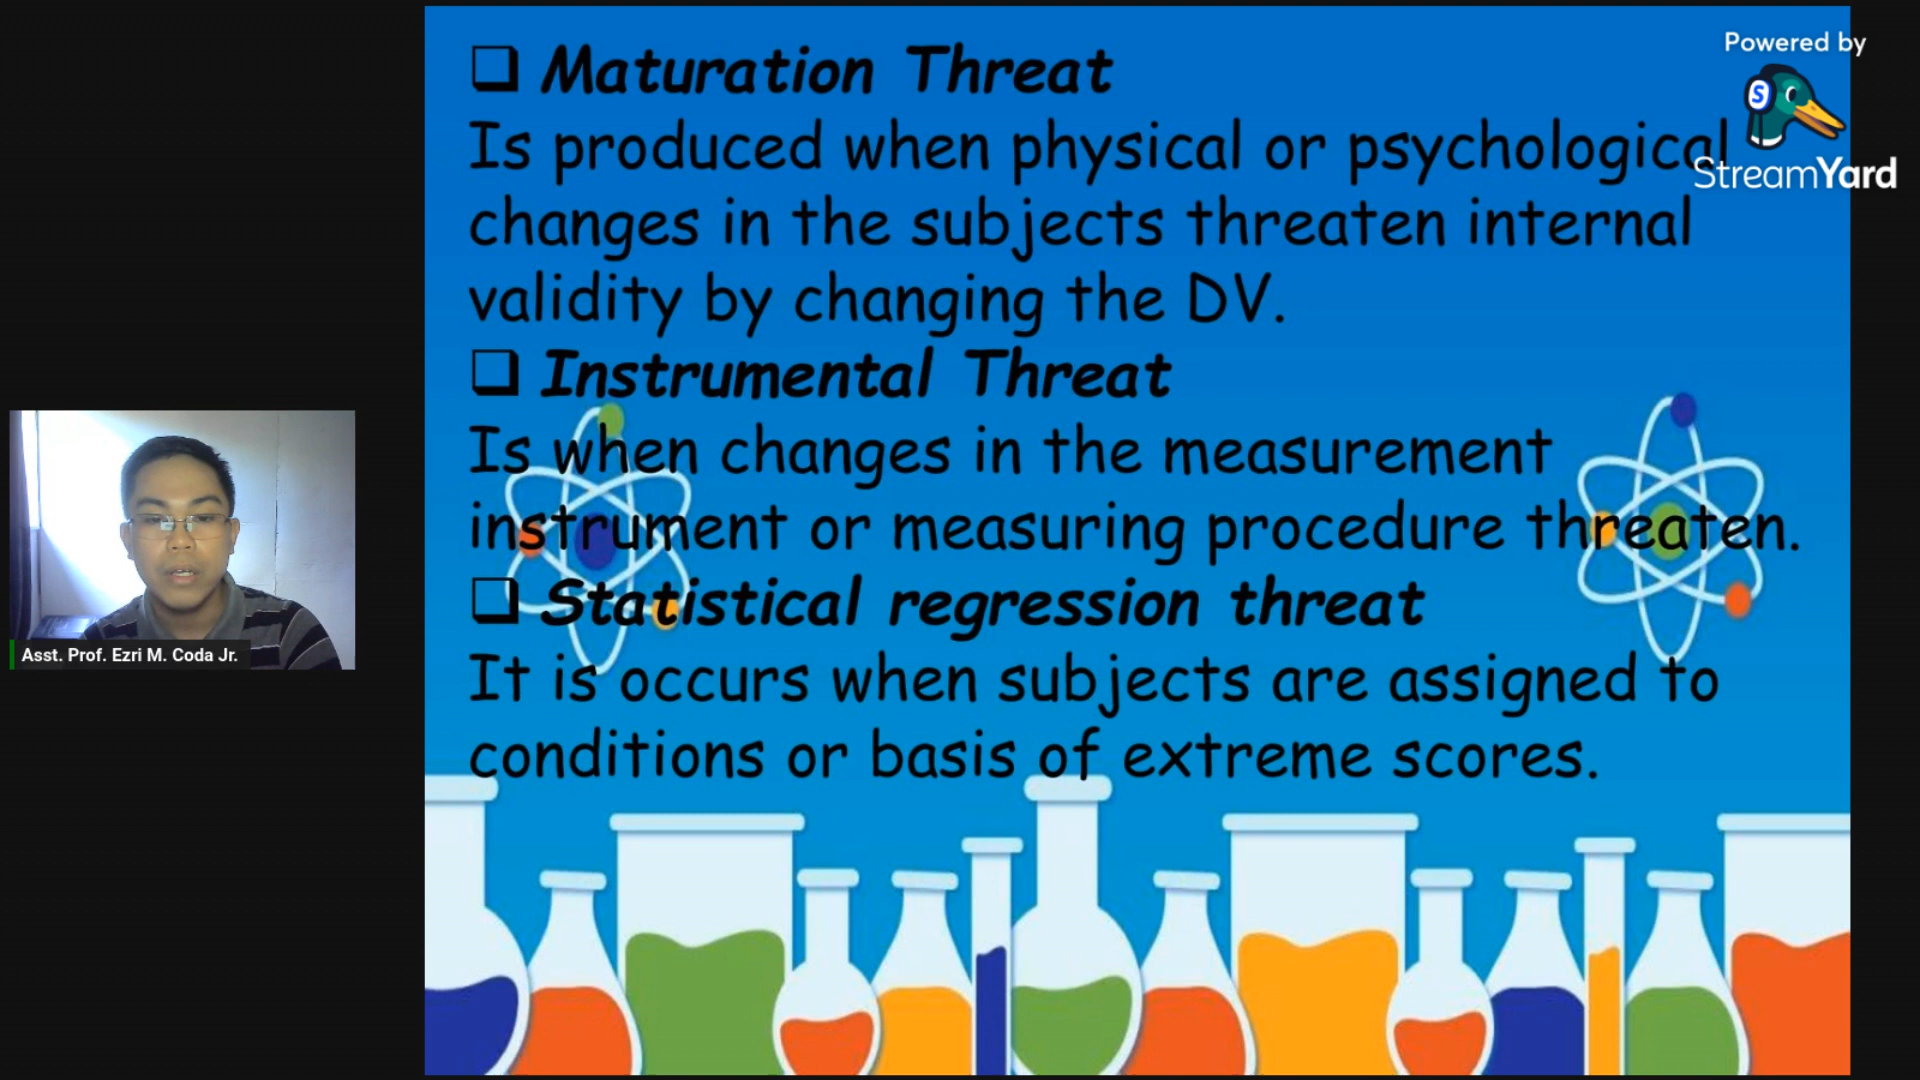 ❑ Maturation Threat
Is produced when physical or psychological
changes in the subjects threaten internal
validity by changing the DV.
❑ Instrumental Threat
Is when changes in the measurement
instrument or measuring procedure threaten.
❑ Statistical regression threat
It is occurs when subjects are assigned to
conditions or basis of extreme scores.
Powered by
S
StreamYard
Asst. Prof. Ezri M. Coda Jr.